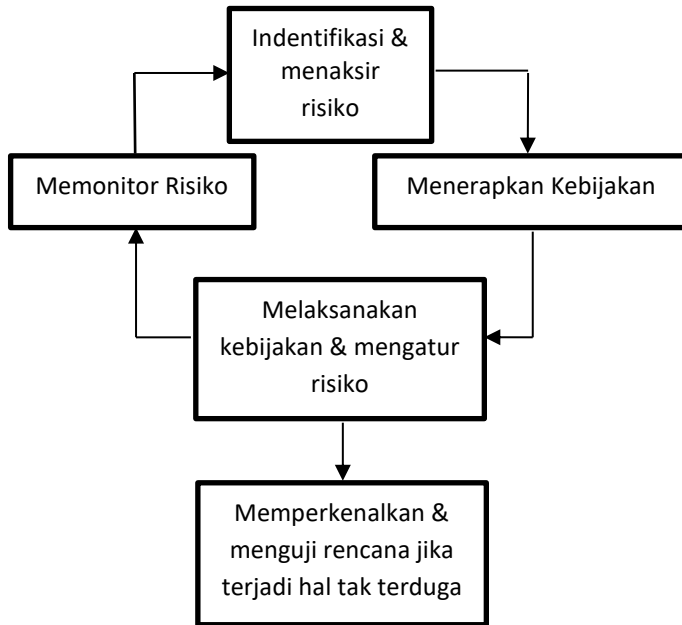 Indentifikasi &
menaksir
risiko
Memonitor Risiko
Menerapkan Kebijakan
Melaksanakan
kebijakan & mengatur
risiko
Memperkenalkan &
menguji rencana jika
terjadi hal tak terduga